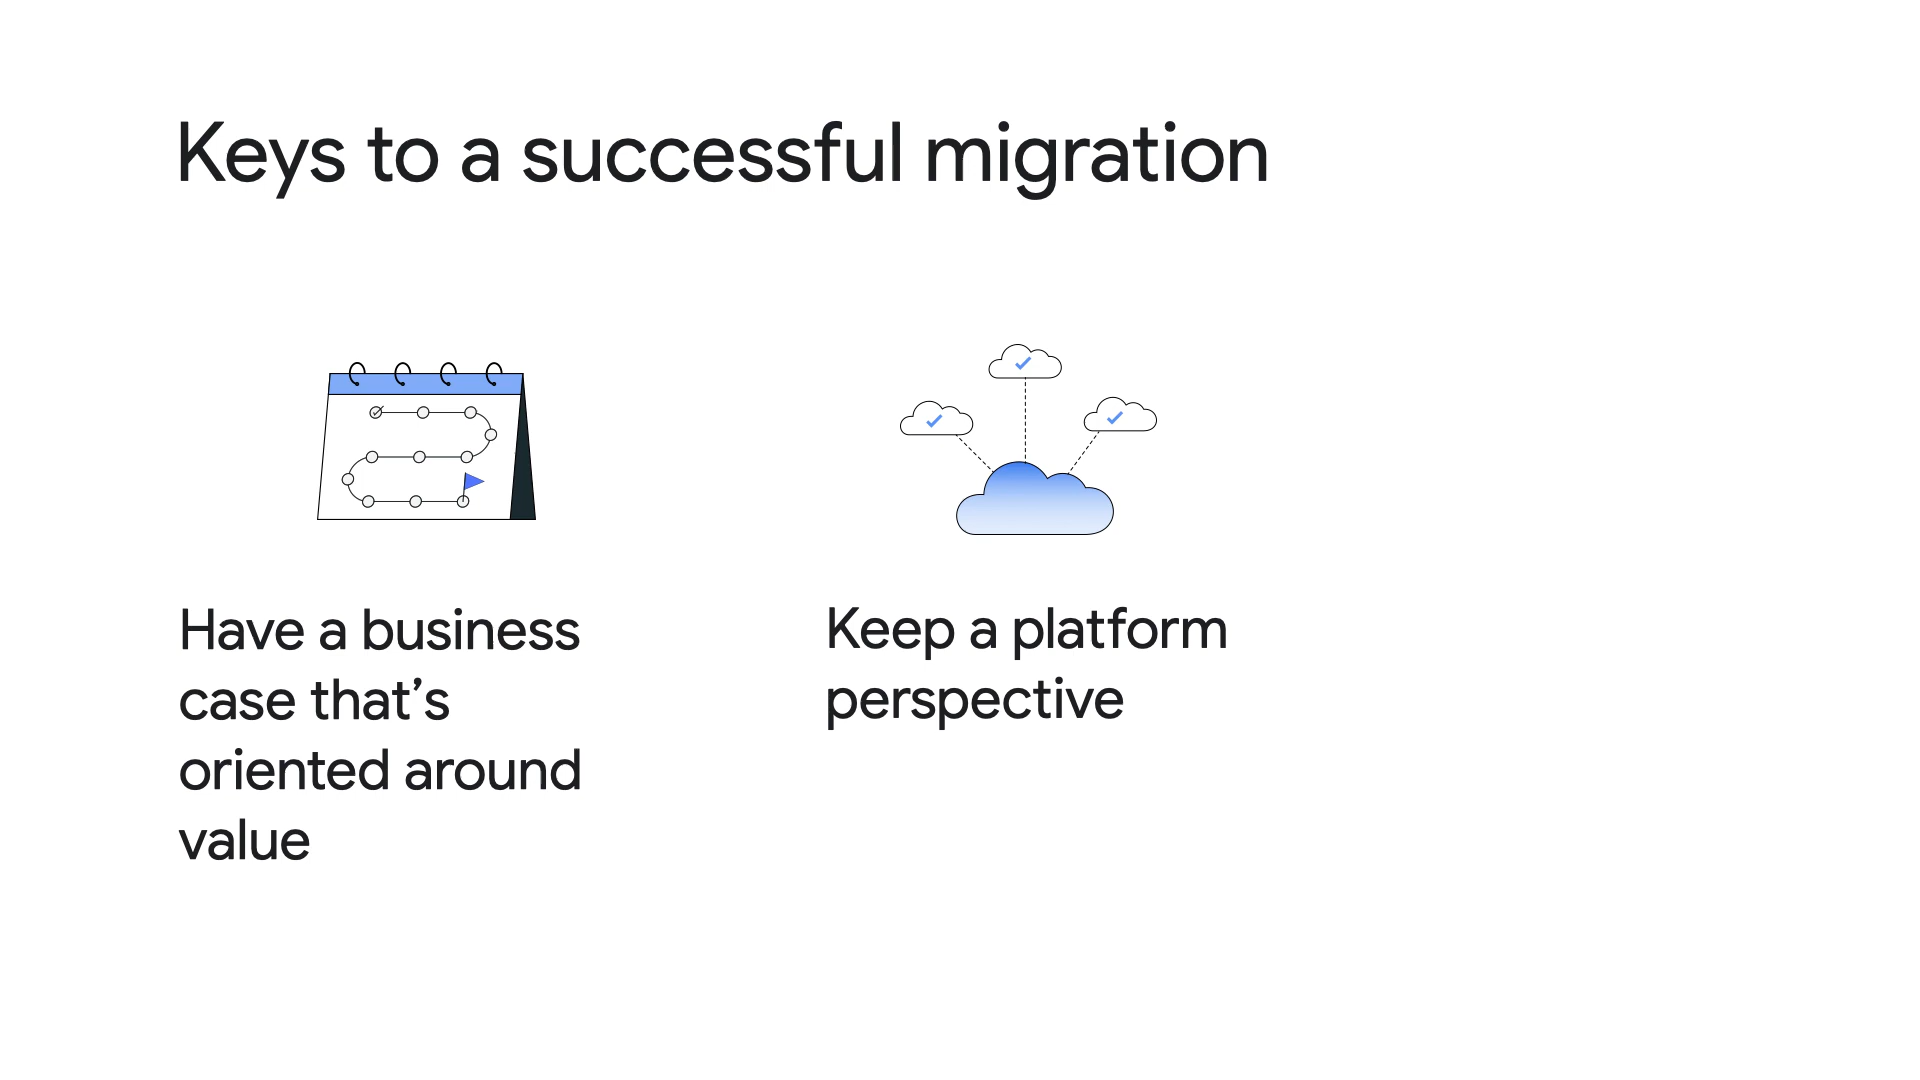 Keys to a successful migration
Have a business
case that’s
oriented around
value
Keep a platform
perspective